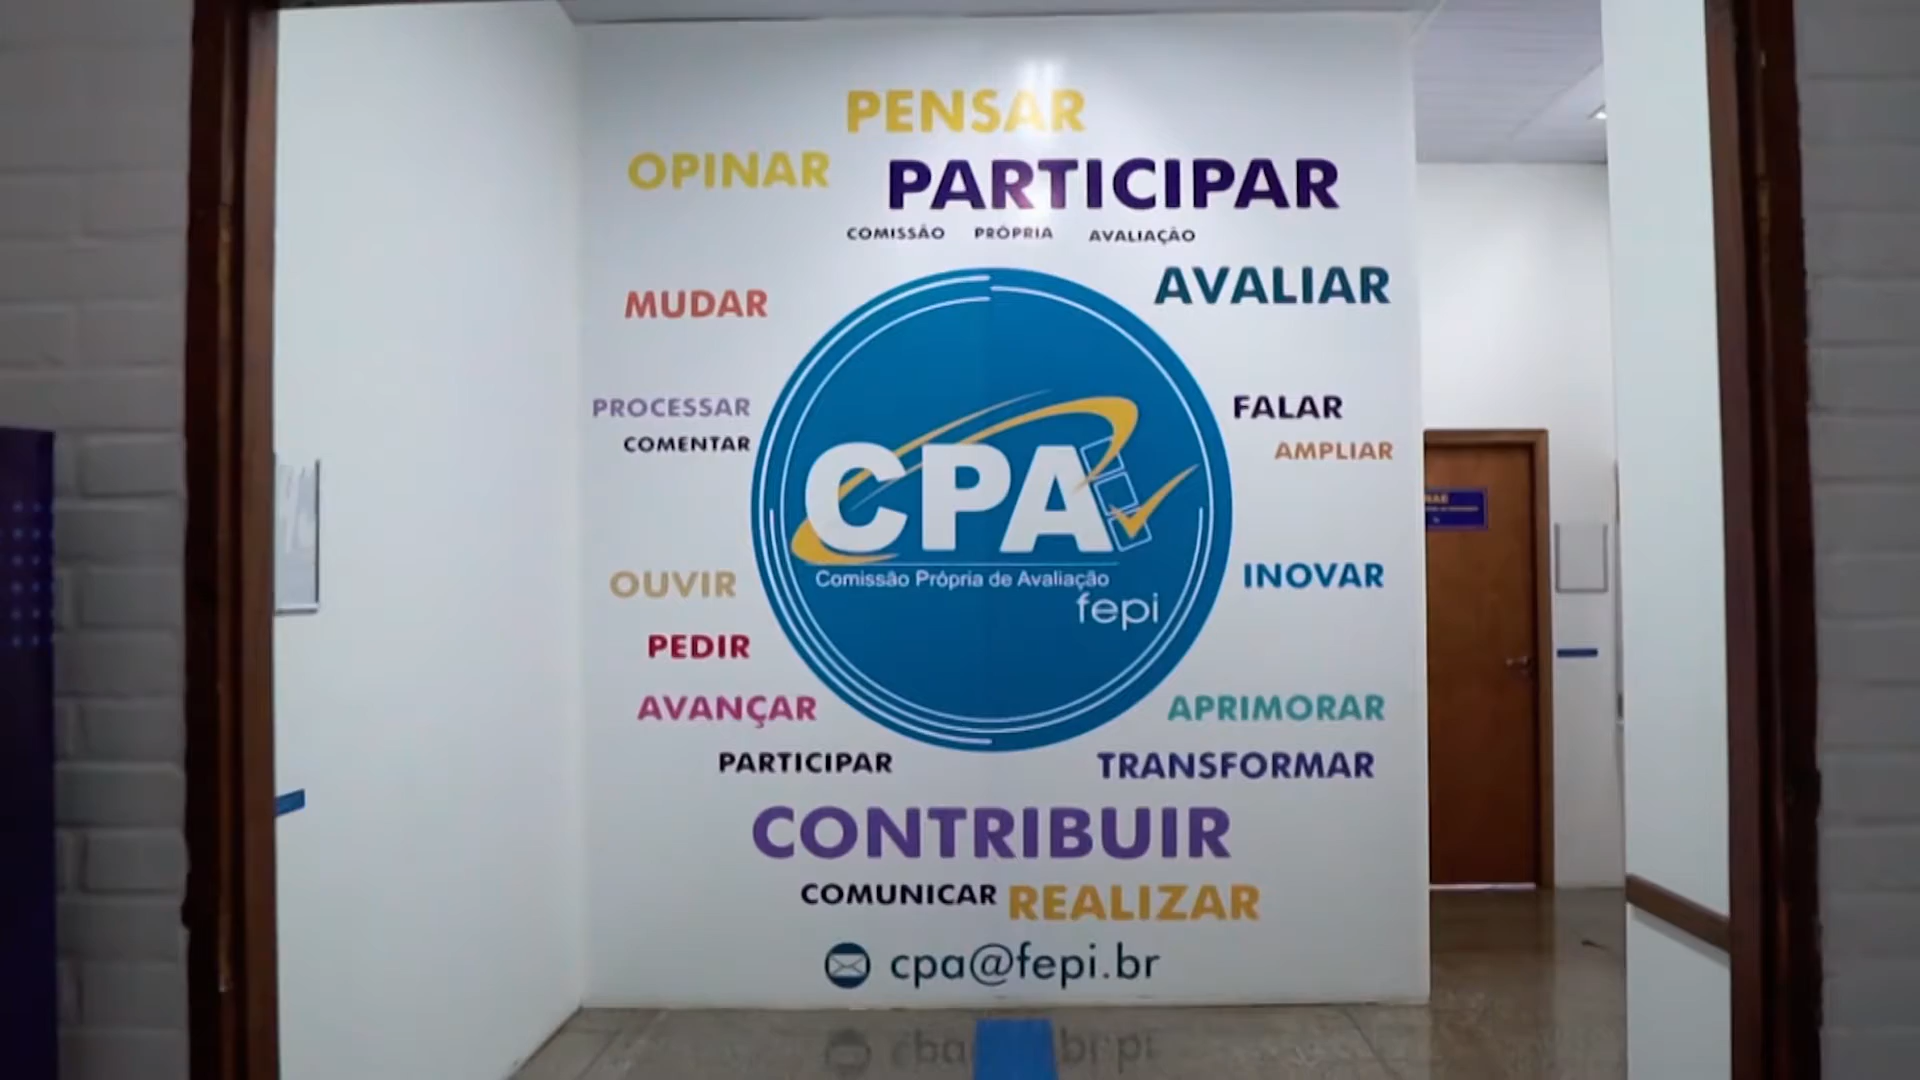 PENSAR
OPINAR
PARTICIPAR
COMISSÃO PRÓPRIA AVALIAÇÃO
AVALIAR
MUDAR
PROCESSAR
FALAR
COMENTAR
AMPLIAR
CPA
Comissão Própria de Avaliação
fepi
OUVIR
INOVAR
PEDIR
AVANÇAR
APRIMORAR
PARTICIPAR
TRANSFORMAR
CONTRIBUIR
COMUNICAR REALIZAR
cpa@fepi.br